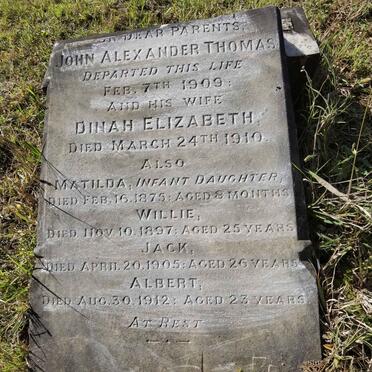 OUR DEAR PARENTS,
JOHN ALEXANDER THOMAS
DEPARTED THIS LIFE
FEB. 7TH 1909:
AND HIS WIFE
DINAH ELIZABETH,
DIED MARCH 24TH 1910.
ALSO
MATILDA, INFANT DAUGHTER,
DIED FEB. 16. 1875: AGED 8 MONTHS
WILLIE,
DIED NOV. 10. 1897: AGED 25 YEARS
JACK,
DIED APRIL 20. 1905: AGED 26 YEARS
ALBERT,
DIED AUG. 30. 1912: AGED 23 YEARS
AT REST